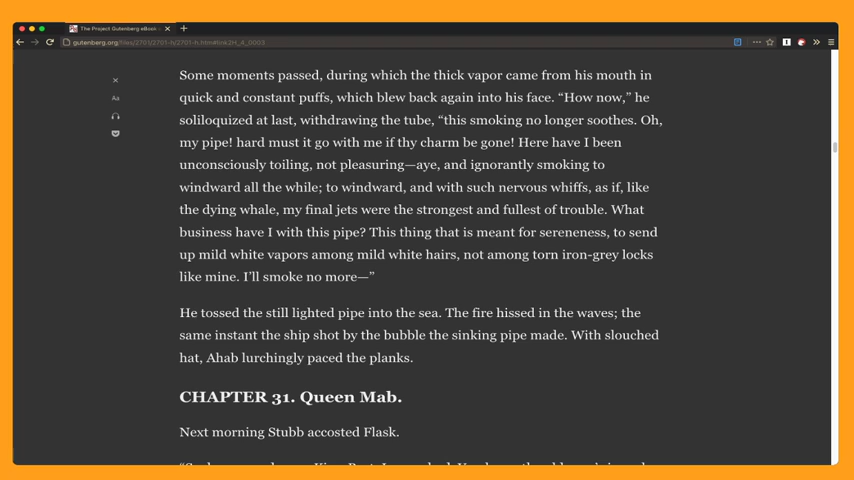 The Project Gutenberg eBook
gutenberg.org/files/2701/2701-h/2701-h.htm#link2H_4_0003
Aa
Some moments passed, during which the thick vapor came from his mouth in
quick and constant puffs, which blew back again into his face. “How now,” he
soliloquized at last, withdrawing the tube, “this smoking no longer soothes. Oh,
my pipe! hard must it go with me if thy charm be gone! Here have I been
unconsciously toiling, not pleasuring—aye, and ignorantly smoking to
windward all the while; to windward, and with such nervous whiffs, as if, like
the dying whale, my final jets were the strongest and fullest of trouble. What
business have I with this pipe? This thing that is meant for sereneness, to send
up mild white vapors among mild white hairs, not among torn iron-grey locks
like mine. I’ll smoke no more—”
He tossed the still lighted pipe into the sea. The fire hissed in the waves; the
same instant the ship shot by the bubble the sinking pipe made. With slouched
hat, Ahab lurchingly paced the planks.
CHAPTER 31. Queen Mab.
Next morning Stubb accosted Flask.